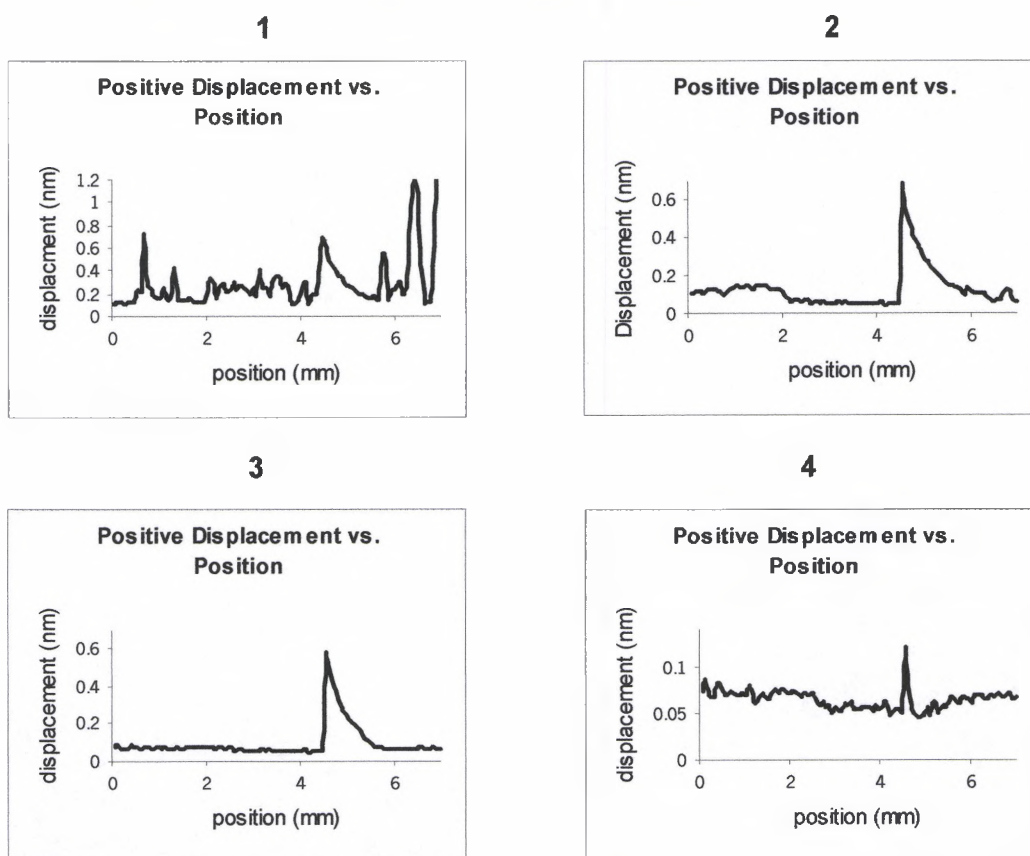 1
Positive Displacement vs.
Position
displacment (nm)
1.2
1
0.8
0.6
0.4
0.2
0
0
2
4
6
position (mm)
2
Positive Displacement vs.
Position
Displacement (nm)
0.6
0.4
0.2
0
0
2
4
6
position (mm)
3
Positive Displacement vs.
Position
displacement (nm)
0.6
0.4
0.2
0
0
2
4
6
position (mm)
4
Positive Displacement vs.
Position
displacement (nm)
0.1
0.05
0
0
2
4
6
position (mm)